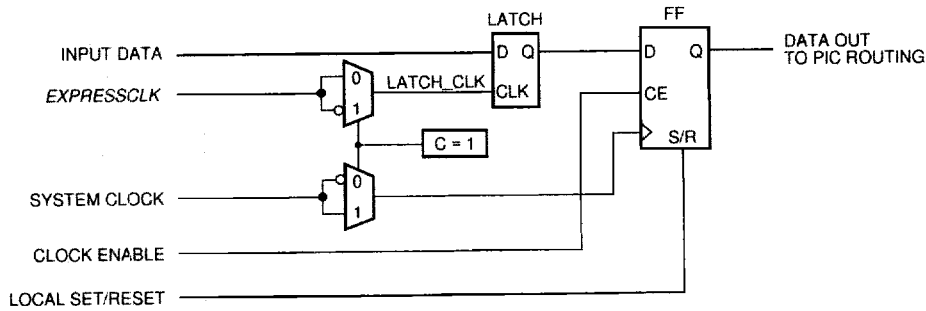 LATCH
FF
INPUT DATA
D Q
D Q
DATA OUT
TO PIC ROUTING
EXPRESSCLK
0
1
LATCH_CLK
CLK
CE
C = 1
S/R
SYSTEM CLOCK
0
1
CLOCK ENABLE
LOCAL SET/RESET